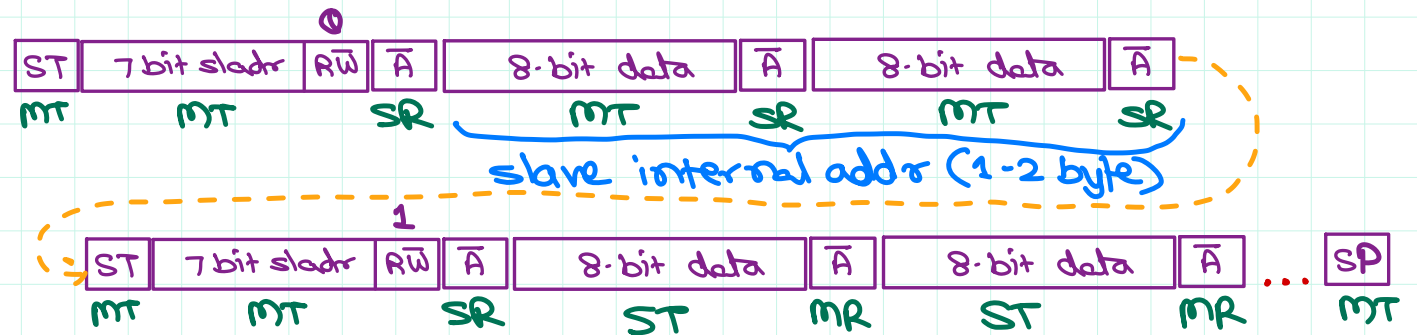 0
ST 7 bit sladr RW̅ A̅ 8-bit data A̅ 8-bit data A̅
MT MT SR MT SR MT SR
slave internal addr (1-2 byte)
1
ST 7 bit sladr RW̅ A̅ 8-bit data A̅ 8-bit data A̅ ... SP
MT MT SR ST MR ST MR MT